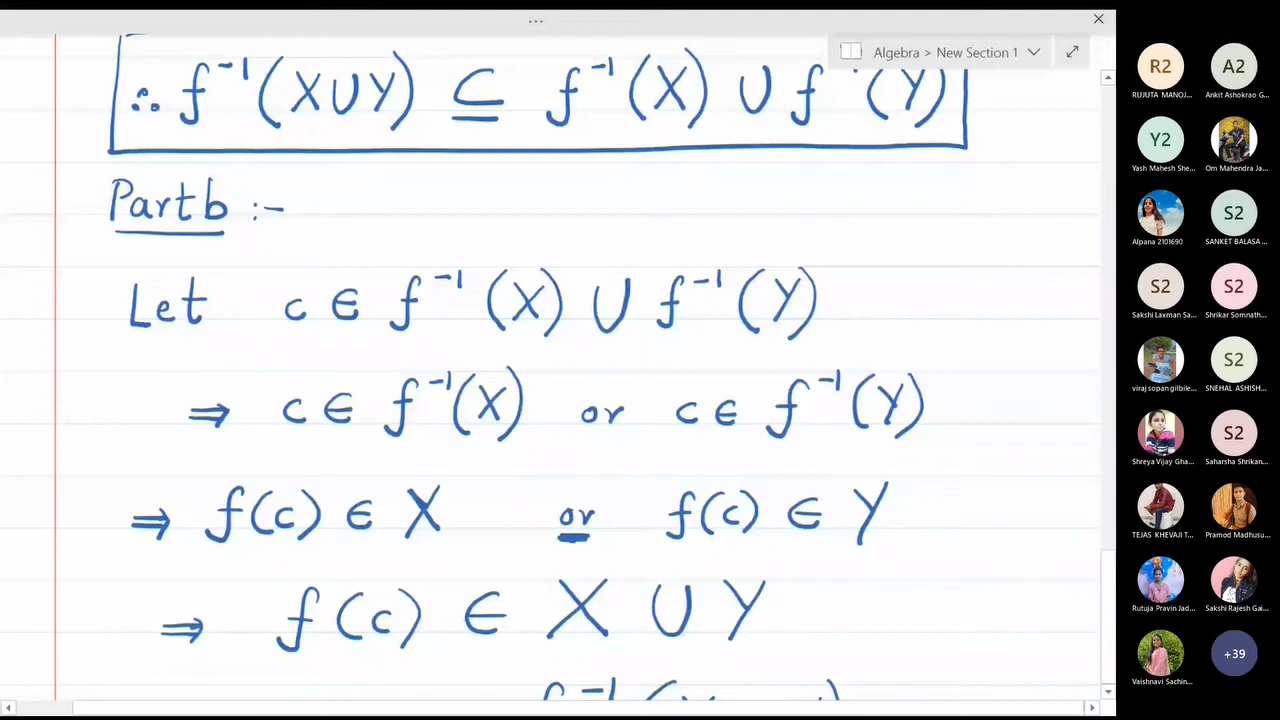 Algebra > New Section 1
∴ f⁻¹(X∪Y) ⊆ f⁻¹(X) ∪ f⁻¹(Y)
Part b :-
Let c ∈ f⁻¹(X) ∪ f⁻¹(Y)
⇒ c ∈ f⁻¹(X) or c ∈ f⁻¹(Y)
⇒ f(c) ∈ X or f(c) ∈ Y
⇒ f(c) ∈ X ∪ Y
R2 A2
RUJUTA MANOJ... Ankit Ashokrao G...
Y2
Yash Mahesh She... Om Mahendra Ja...
S2
Alpana 2101690 SANKET BALASA...
S2 S2
Sakshi Laxman Sa... Shrikar Somnath...
S2
viraj sopan gilbile... SNEHAL ASHISH...
S2
Shreya Vijay Gha... Saharsha Shrikan...
TEJAS KHEVAJI T... Pramod Madhusu...
Rutuja Pravin Jad... Sakshi Rajesh Gai...
+39
Vaishnavi Sachin...